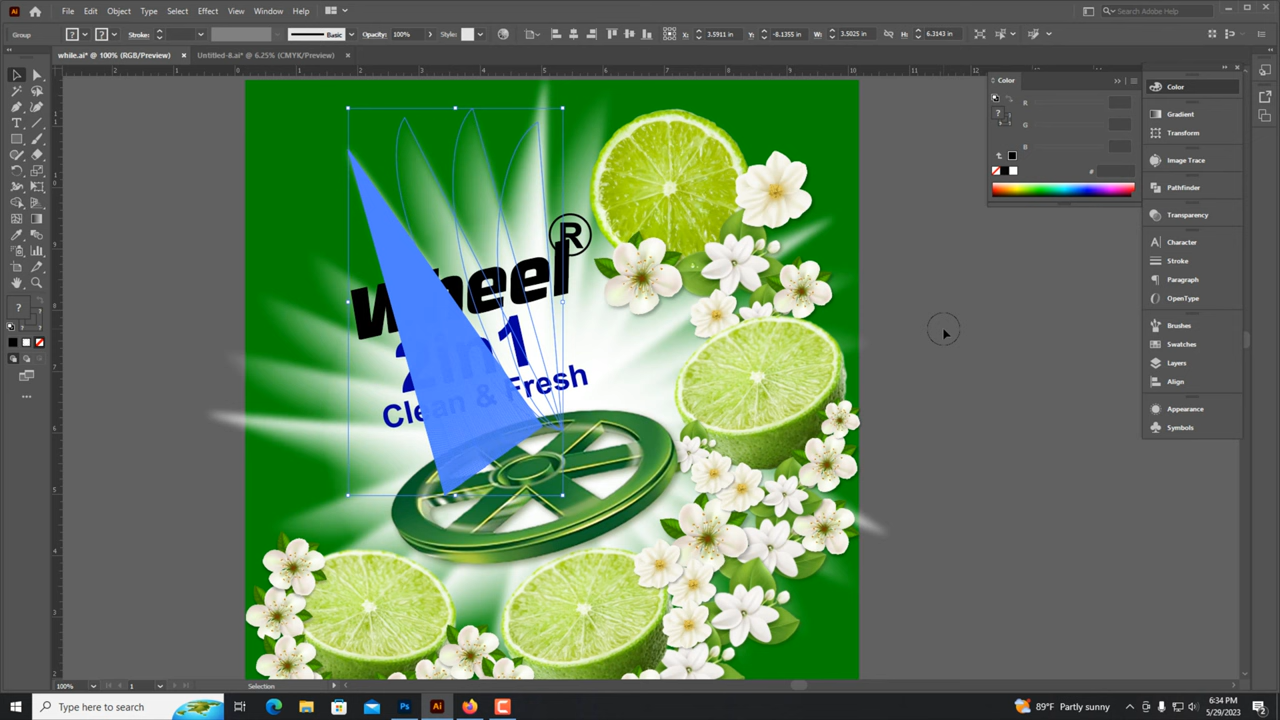 Ai File Edit Object Type Select Effect View Window Help Search Adobe Help
Group Stroke: Basic Opacity: 100% Style: X: 3.5911 in Y: -8.1355 in W: 3.5025 in H: 6.3143 in
while.ai* @ 100% (RGB/Preview) × Untitled-8.ai* @ 6.25% (CMYK/Preview) ×
Color
R
G
B
#
Color
Gradient
Transform
Image Trace
Pathfinder
Transparency
Character
Stroke
Paragraph
OpenType
Brushes
Swatches
Layers
Align
Appearance
Symbols
Wheel®
2in1
Clean & Fresh
100% 1 Selection
Type here to search Ps Ai 89°F Partly sunny 6:34 PM
5/29/2023 2